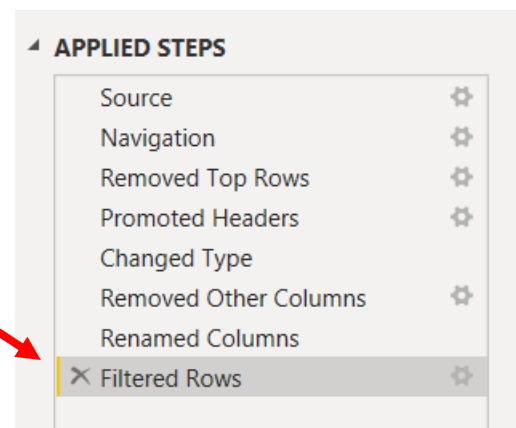 APPLIED STEPS
Source
Navigation
Removed Top Rows
Promoted Headers
Changed Type
Removed Other Columns
Renamed Columns
Filtered Rows